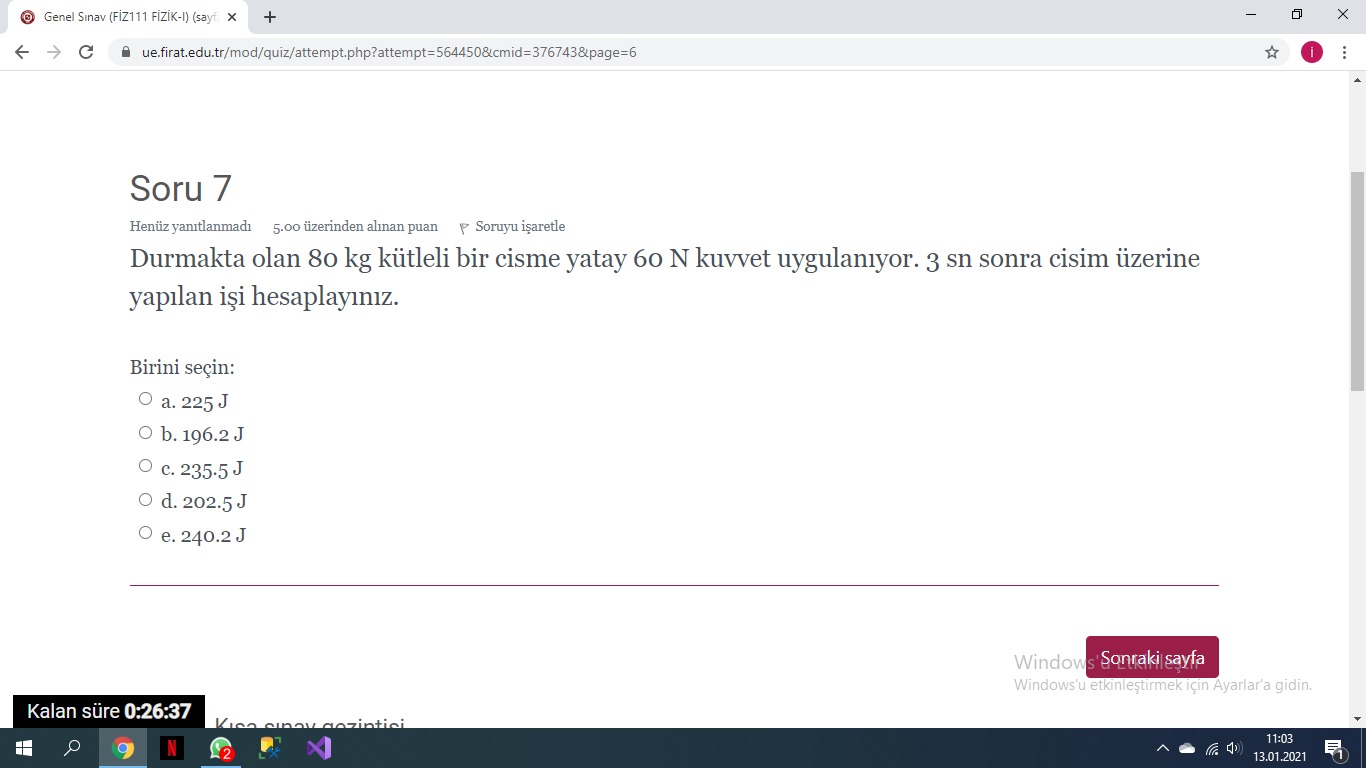 Genel Sınav (FİZ111 FİZİK-I) (sayf
ue.firat.edu.tr/mod/quiz/attempt.php?attempt=564450&cmid=376743&page=6
i
Soru 7
Henüz yanıtlanmadı 5.00 üzerinden alınan puan Soruyu işaretle
Durmakta olan 80 kg kütleli bir cisme yatay 60 N kuvvet uygulanıyor. 3 sn sonra cisim üzerine
yapılan işi hesaplayınız.
Birini seçin:
a. 225 J
b. 196.2 J
c. 235.5 J
d. 202.5 J
e. 240.2 J
Sonraki sayfa
Windows'u Etkinleştir
Windows'u etkinleştirmek için Ayarlar'a gidin.
Kalan süre 0:26:37
Kısa sınav gezintisi
N
2
11:03
13.01.2021
1